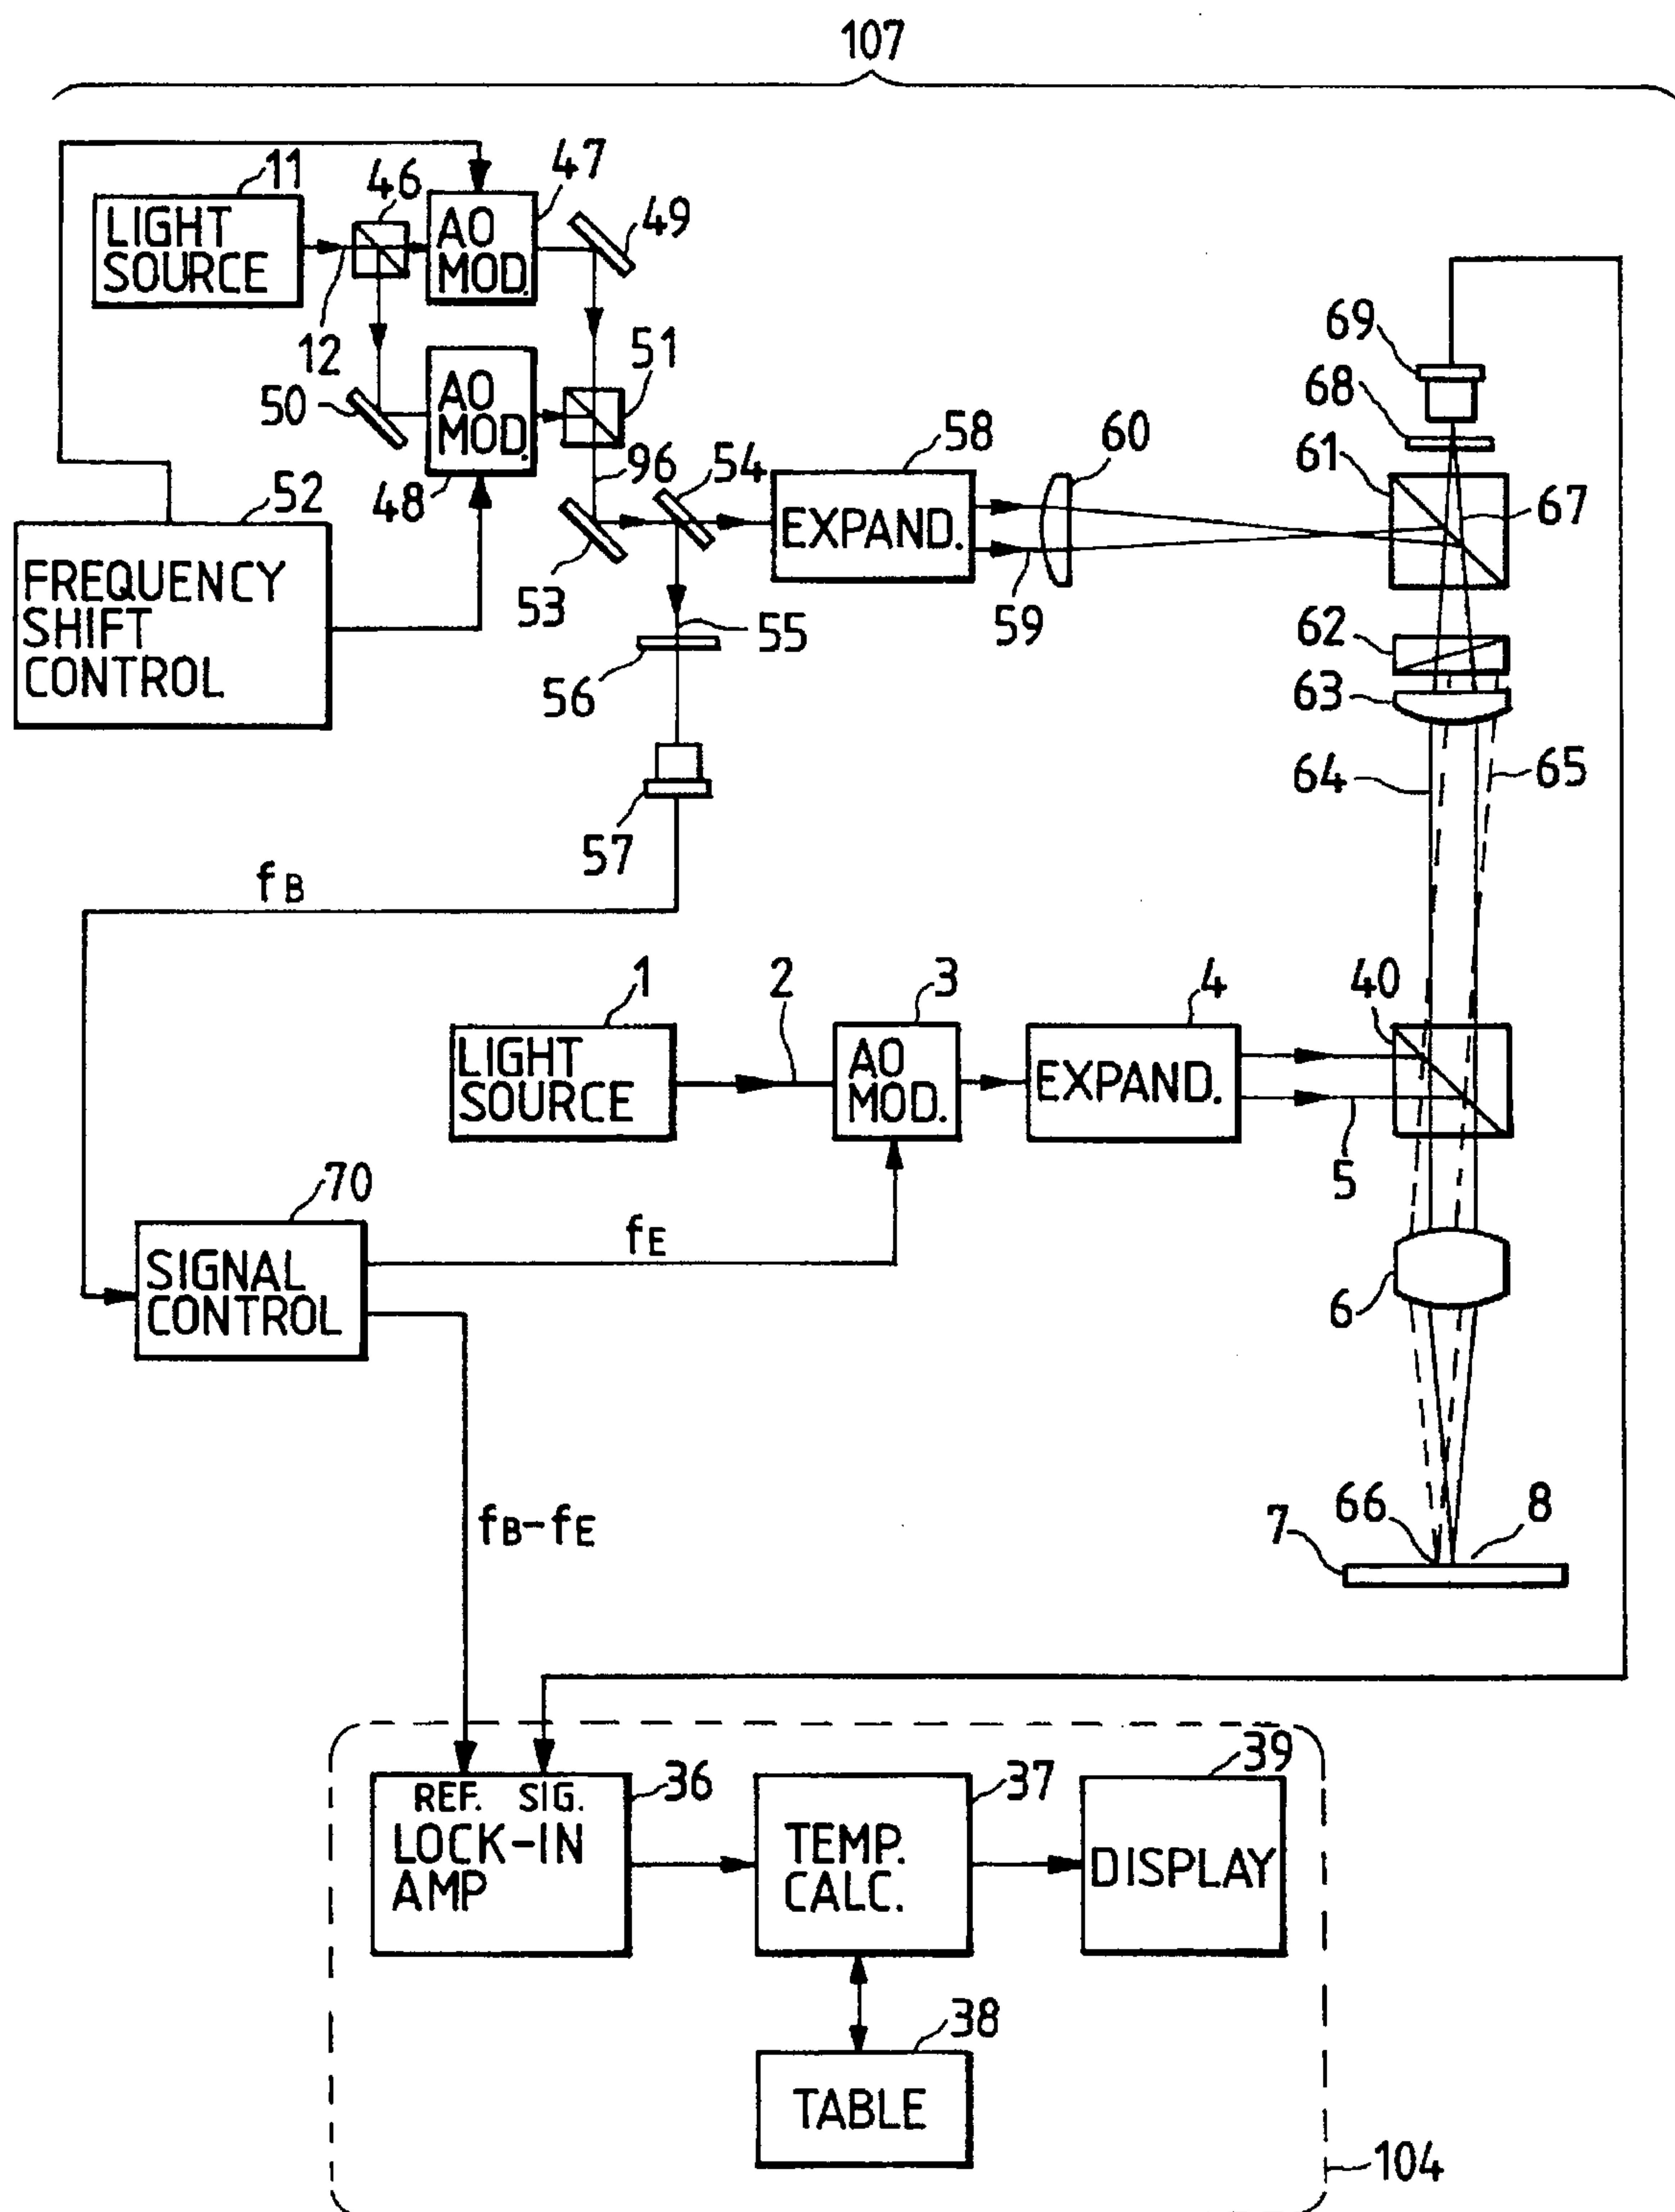 107
11
46
47
49
LIGHT
SOURCE
AO
MOD.
12
50
AO
MOD.
51
48
96
54
58
60
69
68
61
67
52
FREQUENCY
SHIFT
CONTROL
53
EXPAND.
59
55
56
57
62
63
64
65
fB
1
2
3
4
40
LIGHT
SOURCE
AO
MOD.
EXPAND.
5
70
SIGNAL
CONTROL
fE
6
fB-fE
7
66
8
REF. SIG.
LOCK-IN
AMP
36
TEMP.
CALC.
37
DISPLAY
39
38
TABLE
104